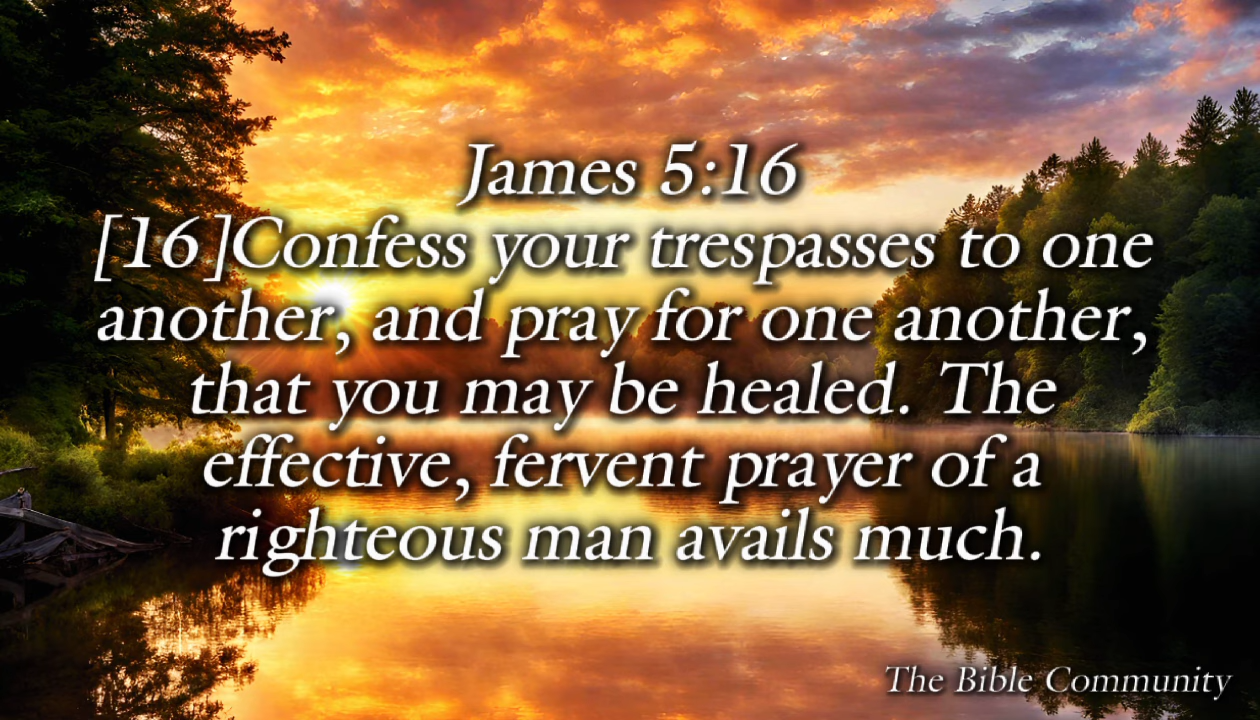 James 5:16
[16]Confess your trespasses to one
another, and pray for one another,
that you may be healed. The
effective, fervent prayer of a
righteous man avails much.
The Bible Community